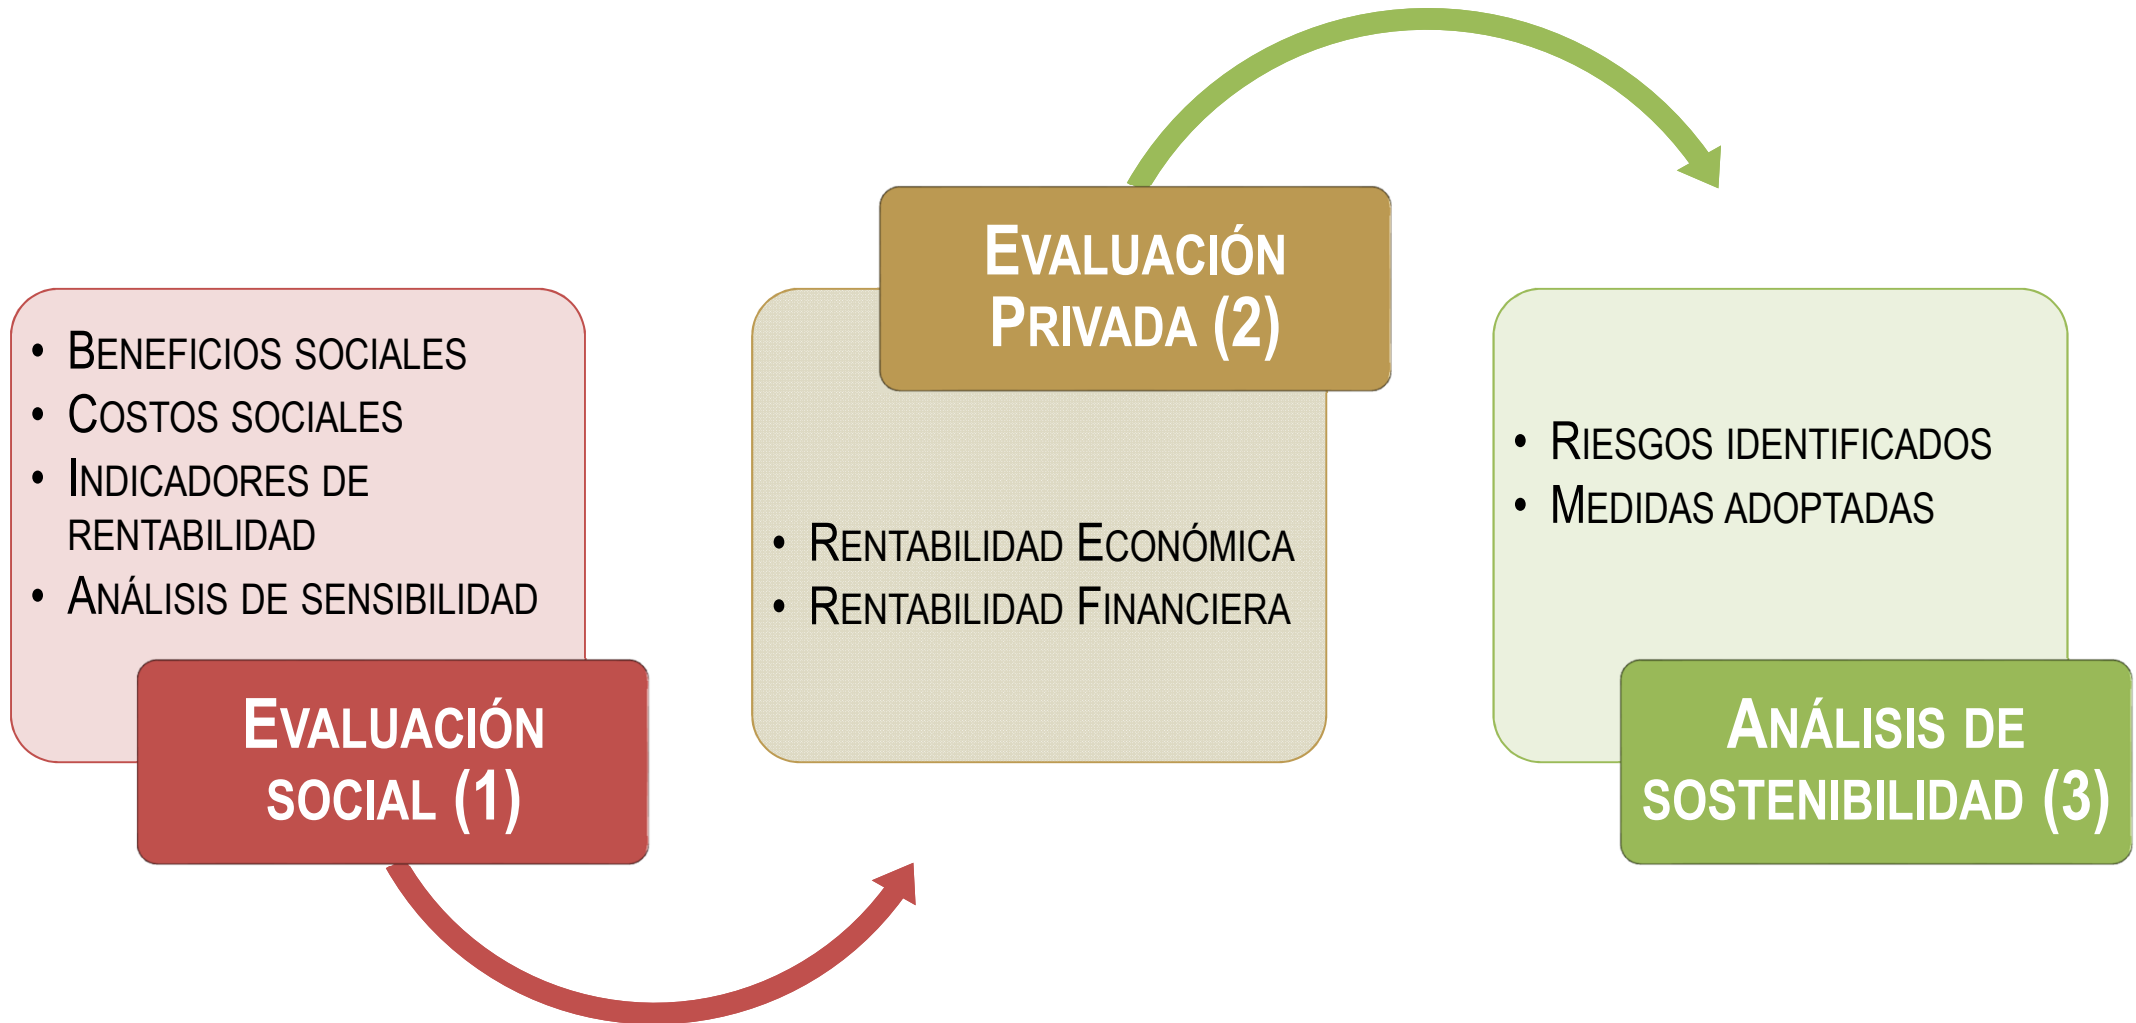 • BENEFICIOS SOCIALES
• COSTOS SOCIALES
• INDICADORES DE
RENTABILIDAD
• ANÁLISIS DE SENSIBILIDAD
EVALUACIÓN
SOCIAL (1)
EVALUACIÓN
PRIVADA (2)
• RENTABILIDAD ECONÓMICA
• RENTABILIDAD FINANCIERA
• RIESGOS IDENTIFICADOS
• MEDIDAS ADOPTADAS
ANÁLISIS DE
SOSTENIBILIDAD (3)